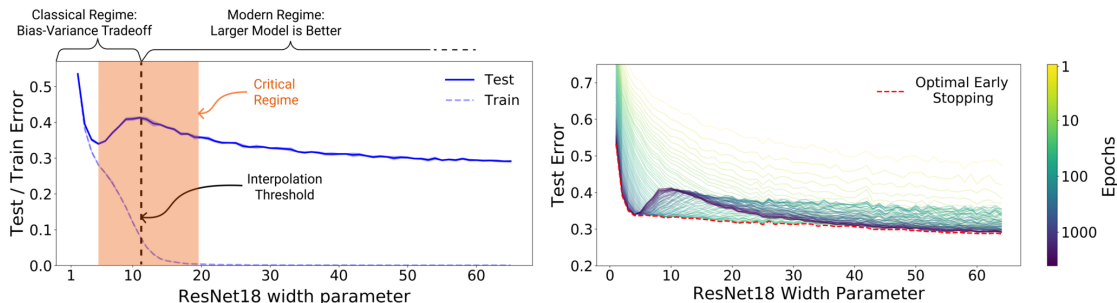 Classical Regime:
Bias-Variance Tradeoff
Modern Regime:
Larger Model is Better
Test / Train Error
0.5
0.4
0.3
0.2
0.1
0.0
Critical
Regime
Test
Train
Interpolation
Threshold
1 10 20 30 40 50 60
ResNet18 width parameter
Test Error
0.7
0.6
0.5
0.4
0.3
0.2
Optimal Early
Stopping
0 10 20 30 40 50 60
ResNet18 Width Parameter
1
10
100
1000
Epochs